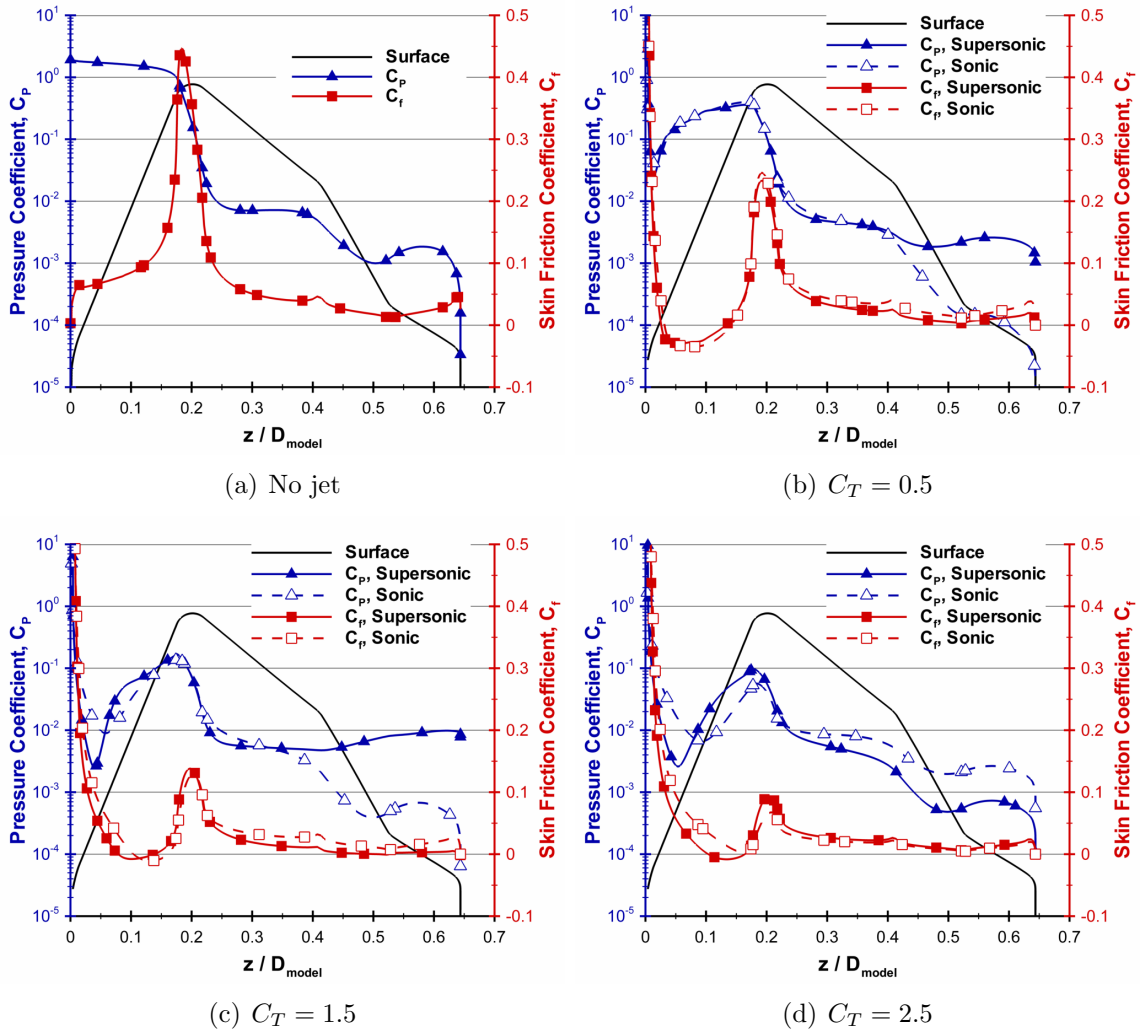 Surface
Cₚ
C_f
Pressure Coefficient, Cₚ
Skin Friction Coefficient, C_f
10¹
10⁰
10⁻¹
10⁻²
10⁻³
10⁻⁴
10⁻⁵
0.5
0.4
0.3
0.2
0.1
0
-0.1
0 0.1 0.2 0.3 0.4 0.5 0.6 0.7
z / D_model
(a) No jet
Surface
Cₚ, Supersonic
Cₚ, Sonic
C_f, Supersonic
C_f, Sonic
Pressure Coefficient, Cₚ
Skin Friction Coefficient, C_f
10¹
10⁰
10⁻¹
10⁻²
10⁻³
10⁻⁴
10⁻⁵
0.5
0.4
0.3
0.2
0.1
0
-0.1
0 0.1 0.2 0.3 0.4 0.5 0.6 0.7
z / D_model
(b) C_T = 0.5
Surface
Cₚ, Supersonic
Cₚ, Sonic
C_f, Supersonic
C_f, Sonic
Pressure Coefficient, Cₚ
Skin Friction Coefficient, C_f
10¹
10⁰
10⁻¹
10⁻²
10⁻³
10⁻⁴
10⁻⁵
0.5
0.4
0.3
0.2
0.1
0
-0.1
0 0.1 0.2 0.3 0.4 0.5 0.6 0.7
z / D_model
(c) C_T = 1.5
Surface
Cₚ, Supersonic
Cₚ, Sonic
C_f, Supersonic
C_f, Sonic
Pressure Coefficient, Cₚ
Skin Friction Coefficient, C_f
10¹
10⁰
10⁻¹
10⁻²
10⁻³
10⁻⁴
10⁻⁵
0.5
0.4
0.3
0.2
0.1
0
-0.1
0 0.1 0.2 0.3 0.4 0.5 0.6 0.7
z / D_model
(d) C_T = 2.5